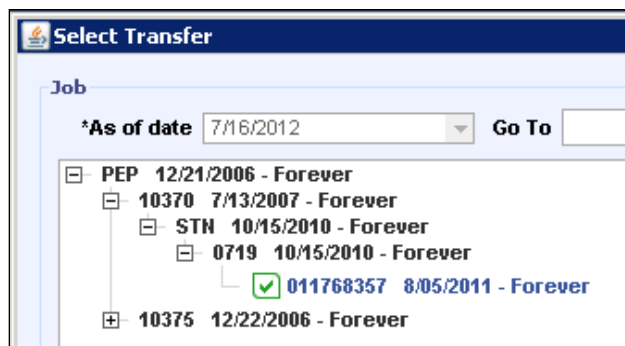 Select Transfer
Job
*As of date 7/16/2012 Go To
PEP 12/21/2006 - Forever
10370 7/13/2007 - Forever
STN 10/15/2010 - Forever
0719 10/15/2010 - Forever
011768357 8/05/2011 - Forever
10375 12/22/2006 - Forever